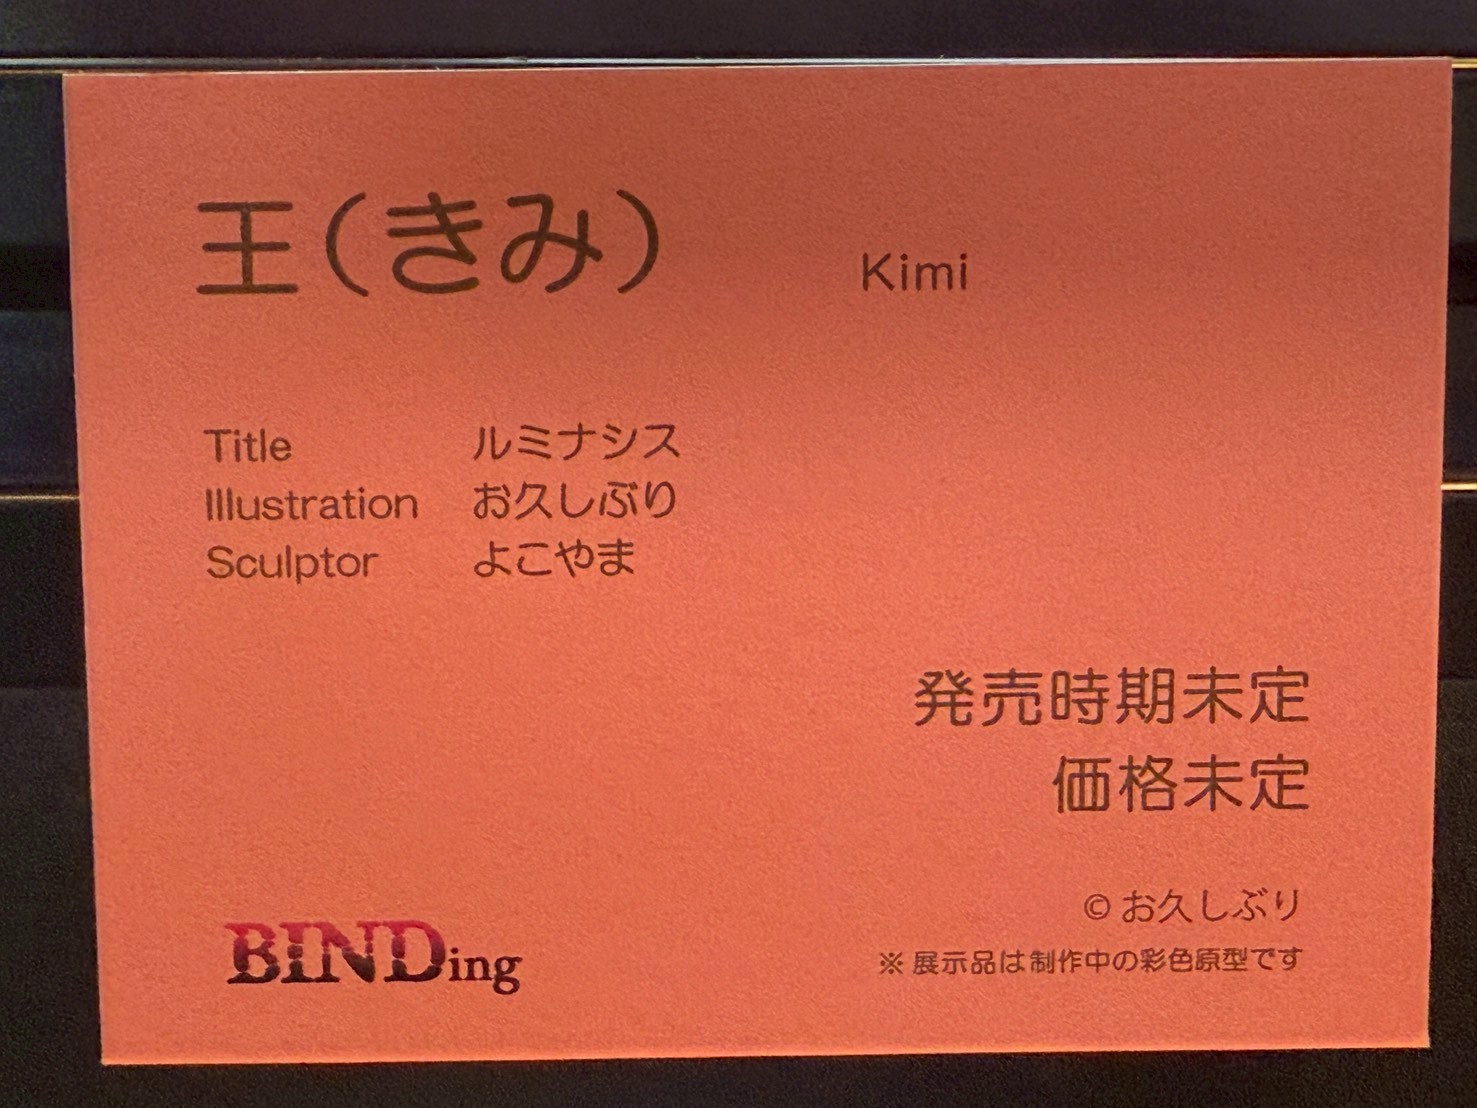 王(きみ) Kimi
Title ルミナシス
Illustration お久しぶり
Sculptor よこやま
発売時期未定
価格未定
© お久しぶり
※ 展示品は制作中の彩色原型です
BINDing